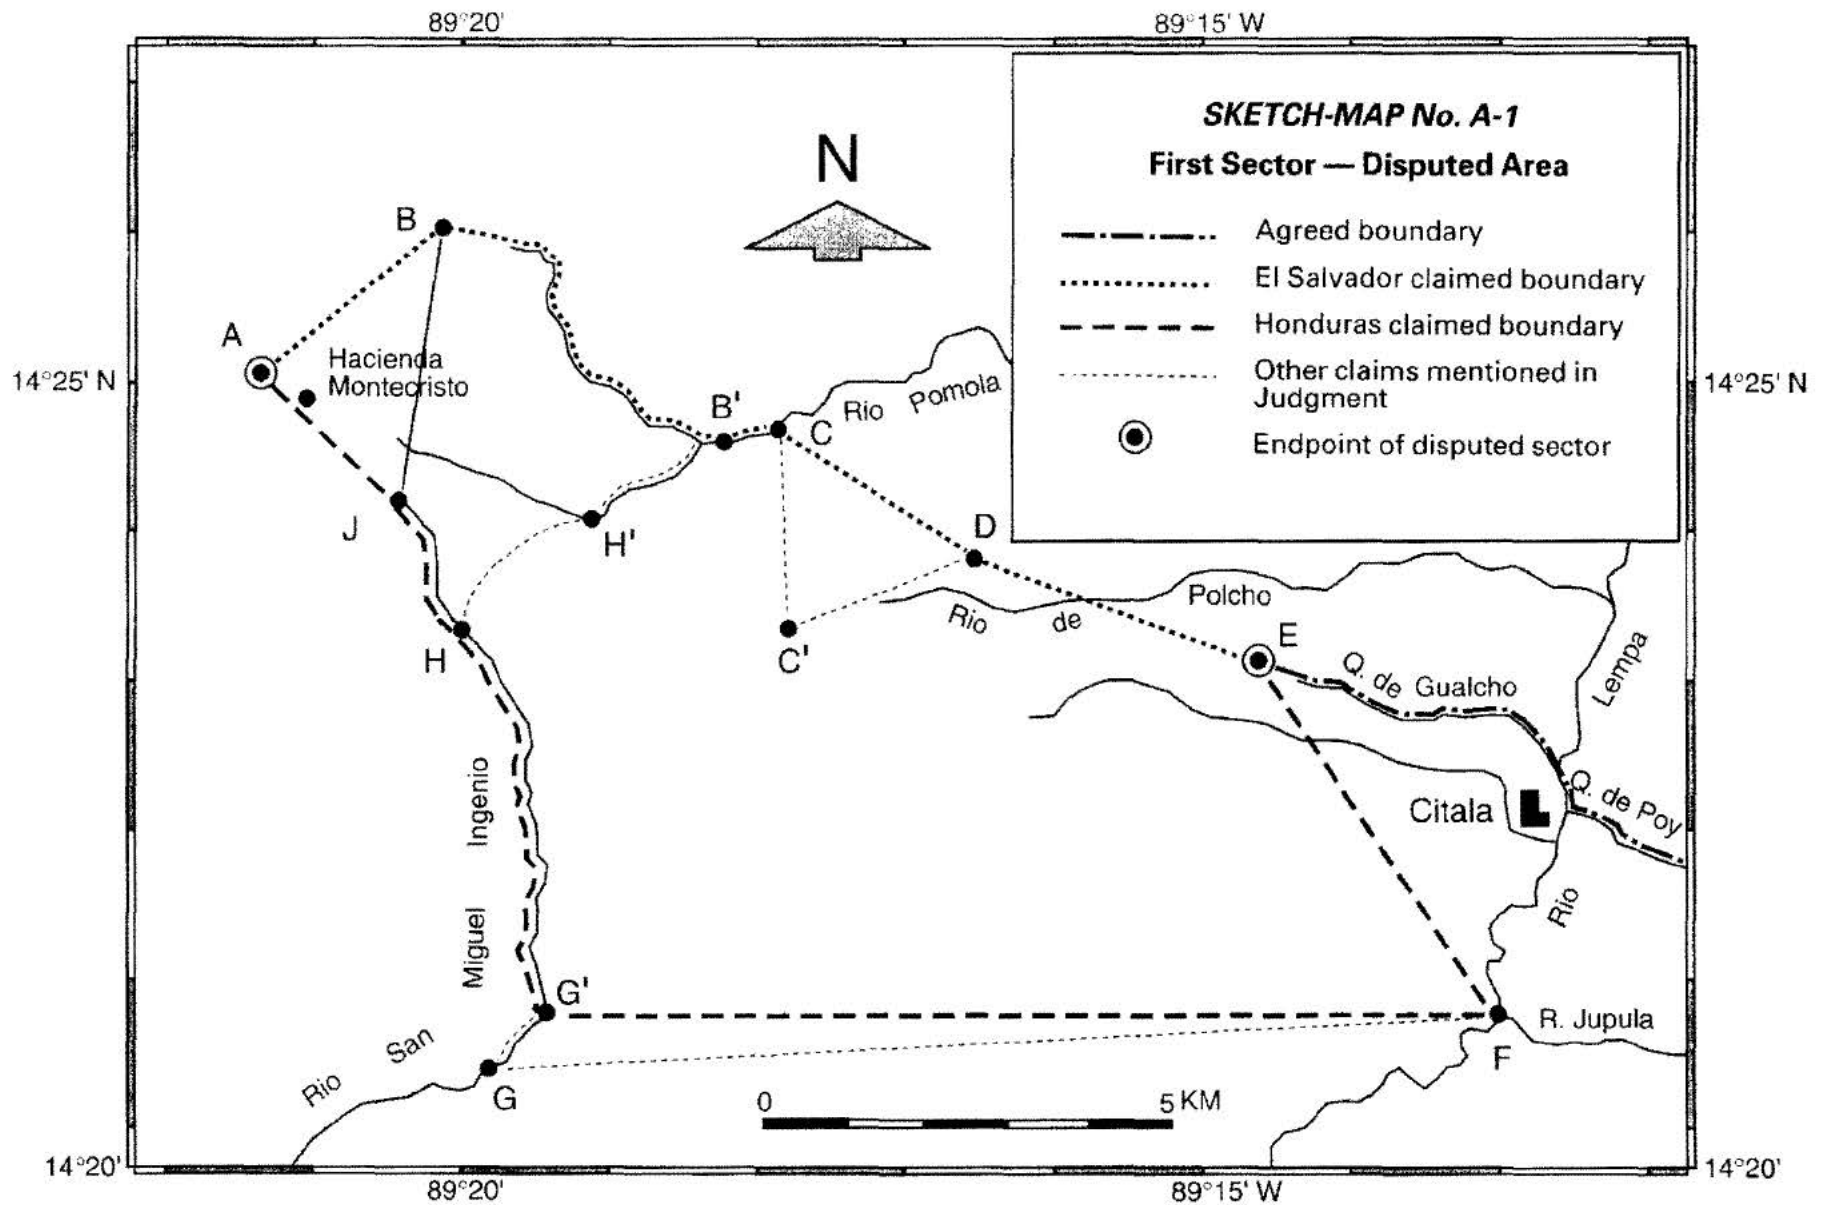 89°20'
89°15' W
SKETCH-MAP No. A-1
First Sector — Disputed Area
N
Agreed boundary
B
El Salvador claimed boundary
Honduras claimed boundary
A
Hacienda
Montecristo
Other claims mentioned in
Judgment
14°25' N
14°25' N
Rio Pomola
B'
C
Endpoint of disputed sector
J
H'
D
Polcho
Rio de
H
C'
E
Q. de Gualcho
Lempa
Ingenio
Citala
Q. de Poy
Miguel
Rio
G'
R. Jupula
San
Rio
G
F
0
5 KM
14°20'
14°20'
89°20'
89°15' W